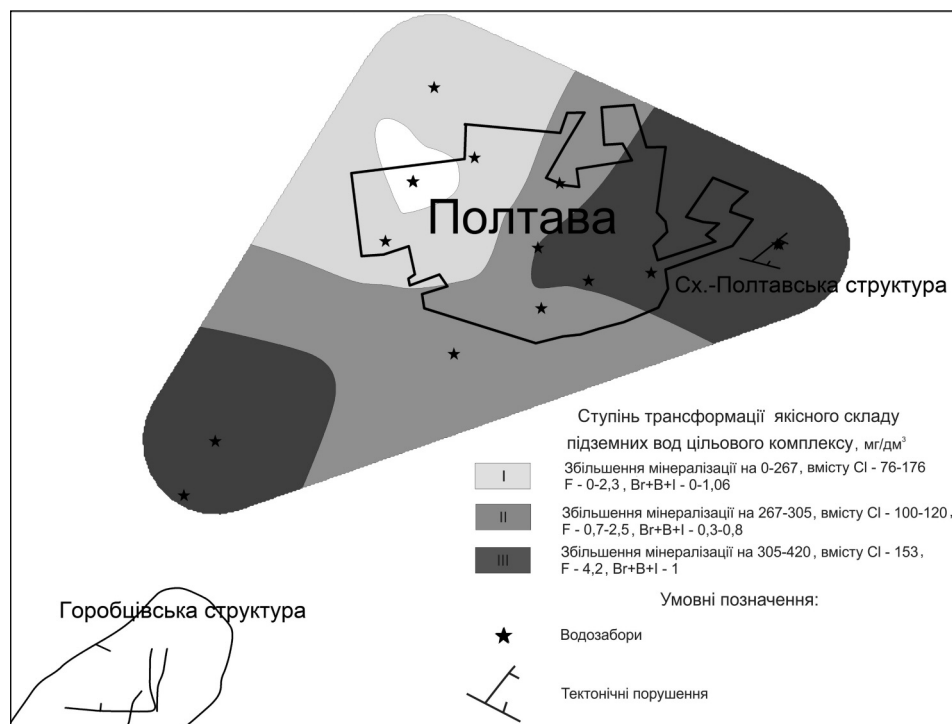 Полтава
Сх.-Полтавська структура
Ступінь трансформації якісного складу
підземних вод цільового комплексу, мг/дм³
I
Збільшення мінералізації на 0-267, вмісту Cl - 76-176
F - 0-2,3, Br+B+I - 0-1,06
II
Збільшення мінералізації на 267-305, вмісту Cl - 100-120,
F - 0,7-2,5, Br+B+I - 0,3-0,8
III
Збільшення мінералізації на 305-420, вмісту Cl - 153,
F - 4,2, Br+B+I - 1
Умовні позначення:
Горобцівська структура
Водозабори
Тектонічні порушення